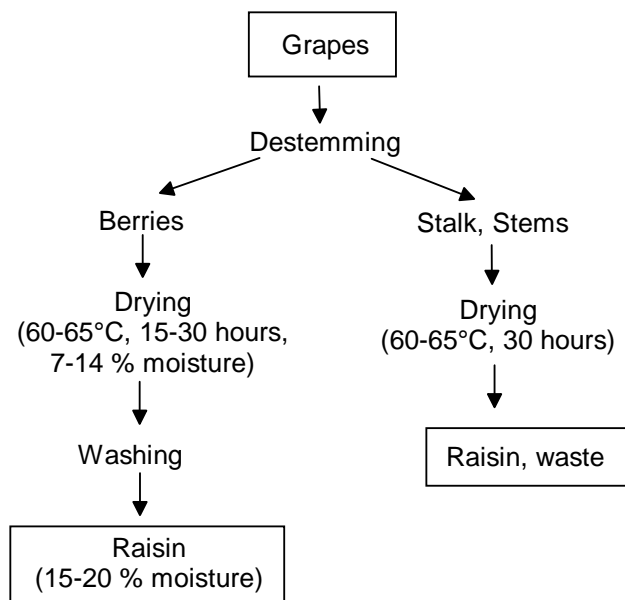 Grapes
Destemming
Berries
Stalk, Stems
Drying
(60-65°C, 15-30 hours,
7-14 % moisture)
Drying
(60-65°C, 30 hours)
Washing
Raisin, waste
Raisin
(15-20 % moisture)